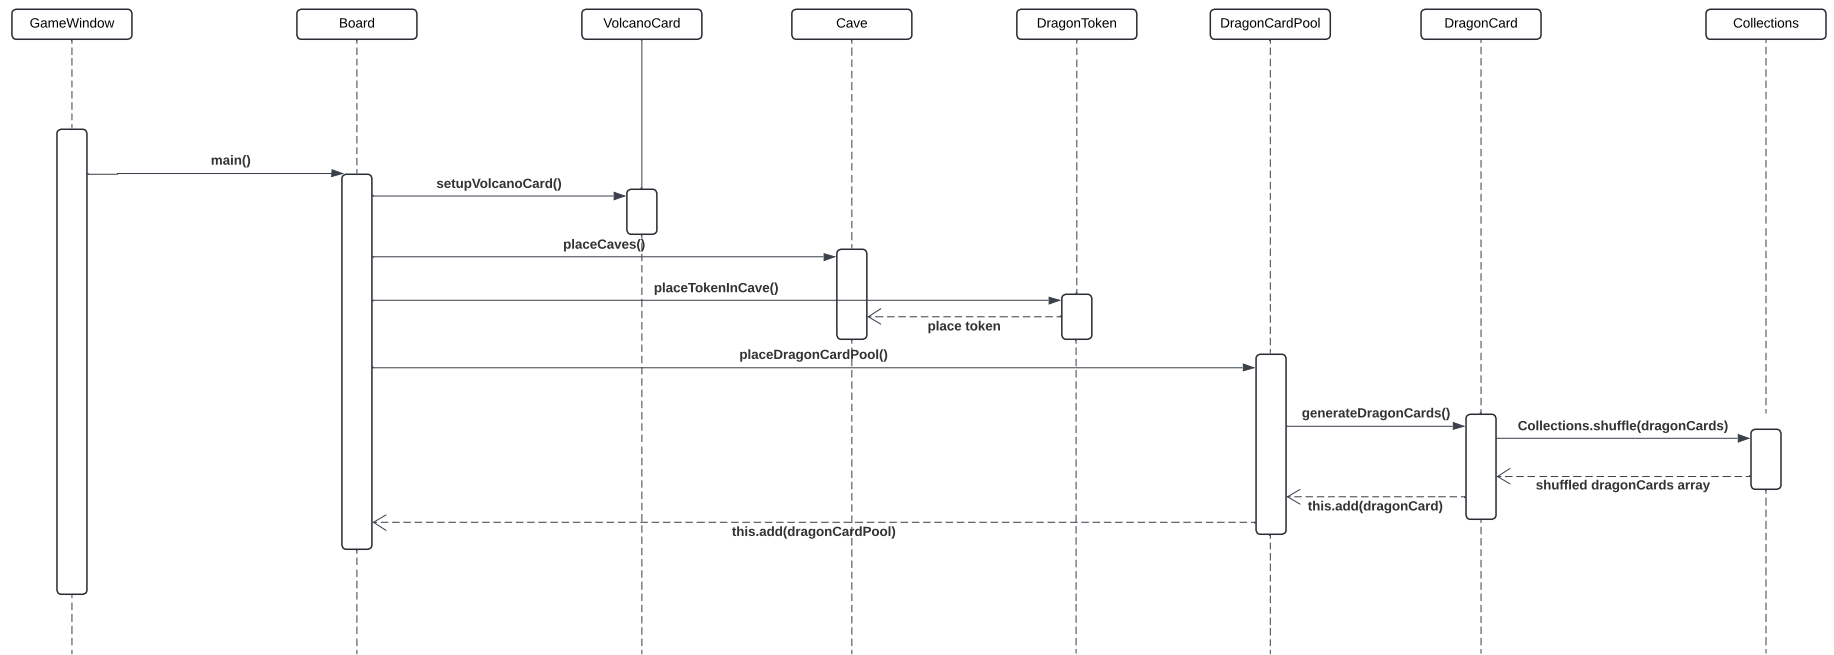 GameWindow
Board
VolcanoCard
Cave
DragonToken
DragonCardPool
DragonCard
Collections
main()
setupVolcanoCard()
placeCaves()
placeTokenInCave()
place token
placeDragonCardPool()
generateDragonCards()
Collections.shuffle(dragonCards)
shuffled dragonCards array
this.add(dragonCard)
this.add(dragonCardPool)